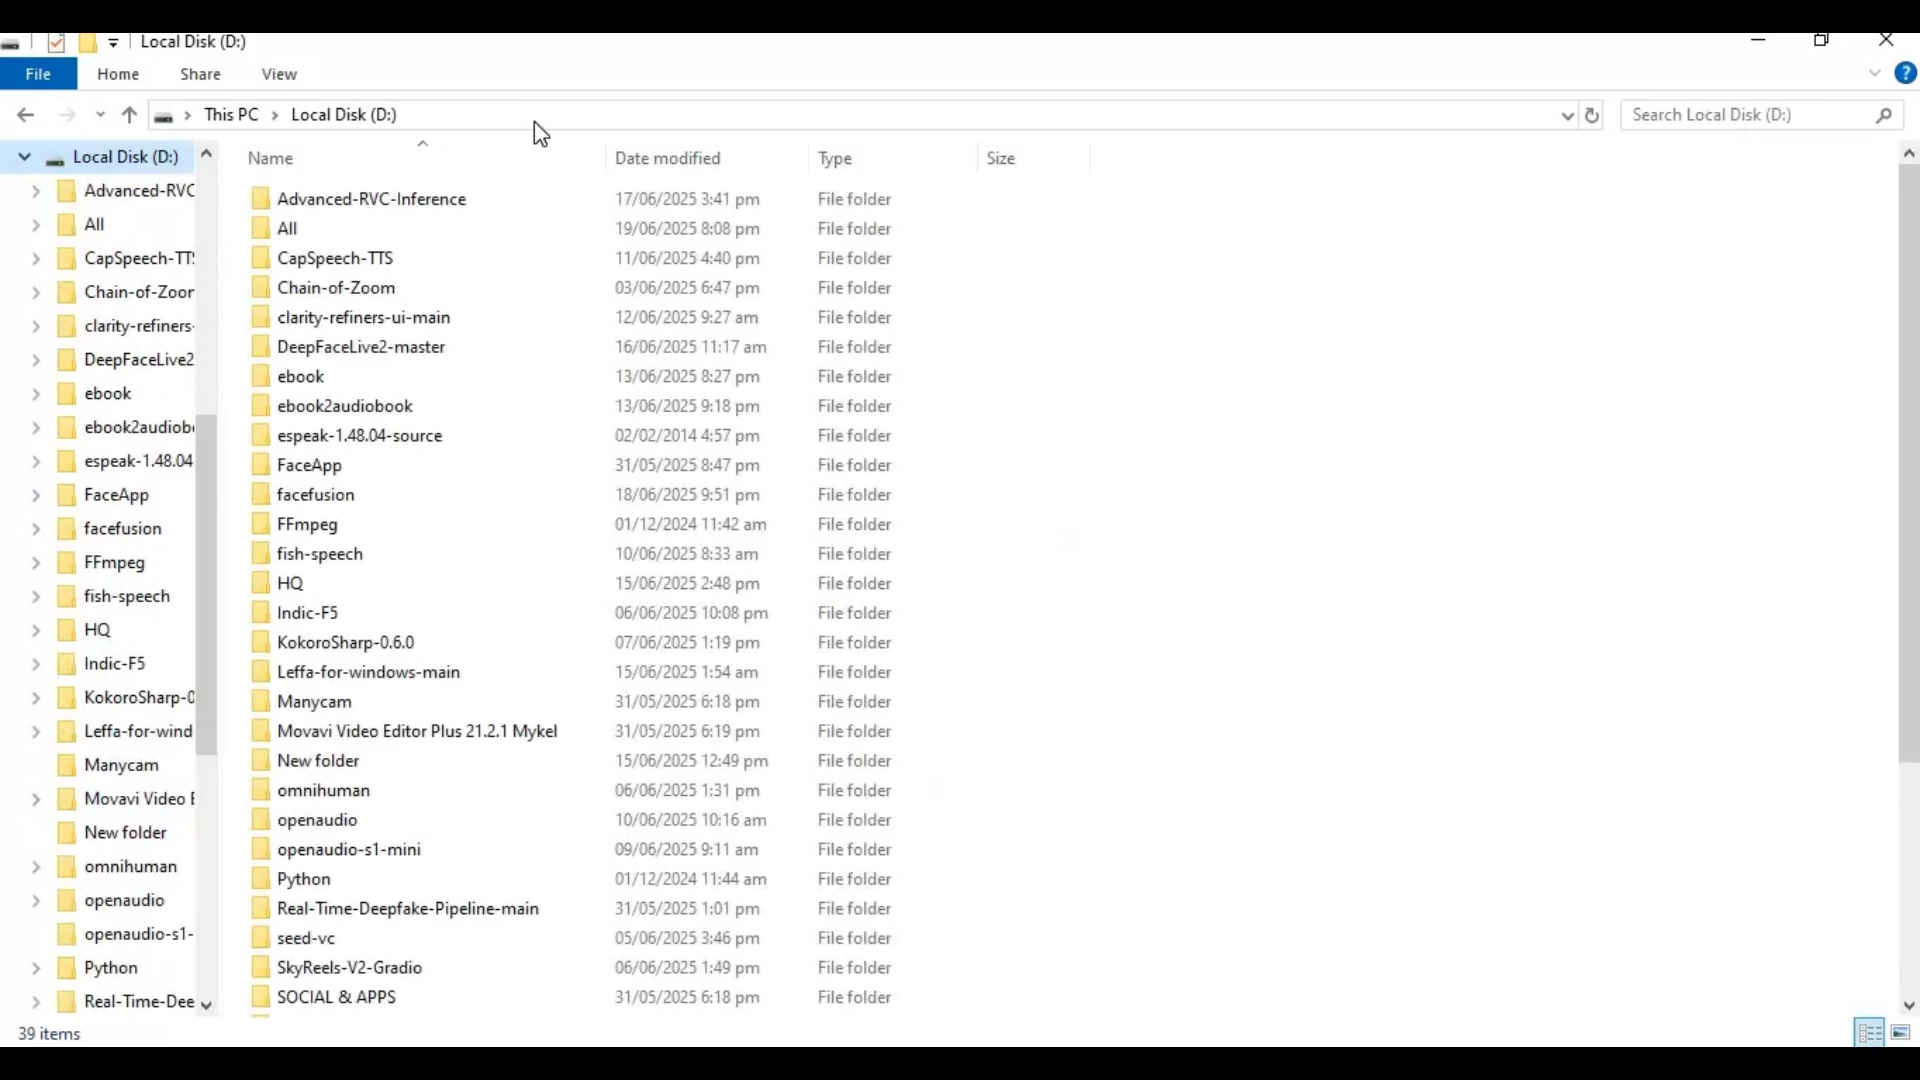 Local Disk (D:)
File Home Share View
This PC Local Disk (D:) Search Local Disk (D:)
Local Disk (D:)
Advanced-RVC
All
CapSpeech-TT
Chain-of-Zoor
clarity-refiners-
DeepFaceLive2
ebook
ebook2audiob
espeak-1.48.04
FaceApp
facefusion
FFmpeg
fish-speech
HQ
Indic-F5
KokoroSharp-0
Leffa-for-wind
Manycam
Movavi Video E
New folder
omnihuman
openaudio
openaudio-s1-
Python
Real-Time-Dee
Name Date modified Type Size
Advanced-RVC-Inference 17/06/2025 3:41 pm File folder
All 19/06/2025 8:08 pm File folder
CapSpeech-TTS 11/06/2025 4:40 pm File folder
Chain-of-Zoom 03/06/2025 6:47 pm File folder
clarity-refiners-ui-main 12/06/2025 9:27 am File folder
DeepFaceLive2-master 16/06/2025 11:17 am File folder
ebook 13/06/2025 8:27 pm File folder
ebook2audiobook 13/06/2025 9:18 pm File folder
espeak-1.48.04-source 02/02/2014 4:57 pm File folder
FaceApp 31/05/2025 8:47 pm File folder
facefusion 18/06/2025 9:51 pm File folder
FFmpeg 01/12/2024 11:42 am File folder
fish-speech 10/06/2025 8:33 am File folder
HQ 15/06/2025 2:48 pm File folder
Indic-F5 06/06/2025 10:08 pm File folder
KokoroSharp-0.6.0 07/06/2025 1:19 pm File folder
Leffa-for-windows-main 15/06/2025 1:54 am File folder
Manycam 31/05/2025 6:18 pm File folder
Movavi Video Editor Plus 21.2.1 Mykel 31/05/2025 6:19 pm File folder
New folder 15/06/2025 12:49 pm File folder
omnihuman 06/06/2025 1:31 pm File folder
openaudio 10/06/2025 10:16 am File folder
openaudio-s1-mini 09/06/2025 9:11 am File folder
Python 01/12/2024 11:44 am File folder
Real-Time-Deepfake-Pipeline-main 31/05/2025 1:01 pm File folder
seed-vc 05/06/2025 3:46 pm File folder
SkyReels-V2-Gradio 06/06/2025 1:49 pm File folder
SOCIAL & APPS 31/05/2025 6:18 pm File folder
39 items